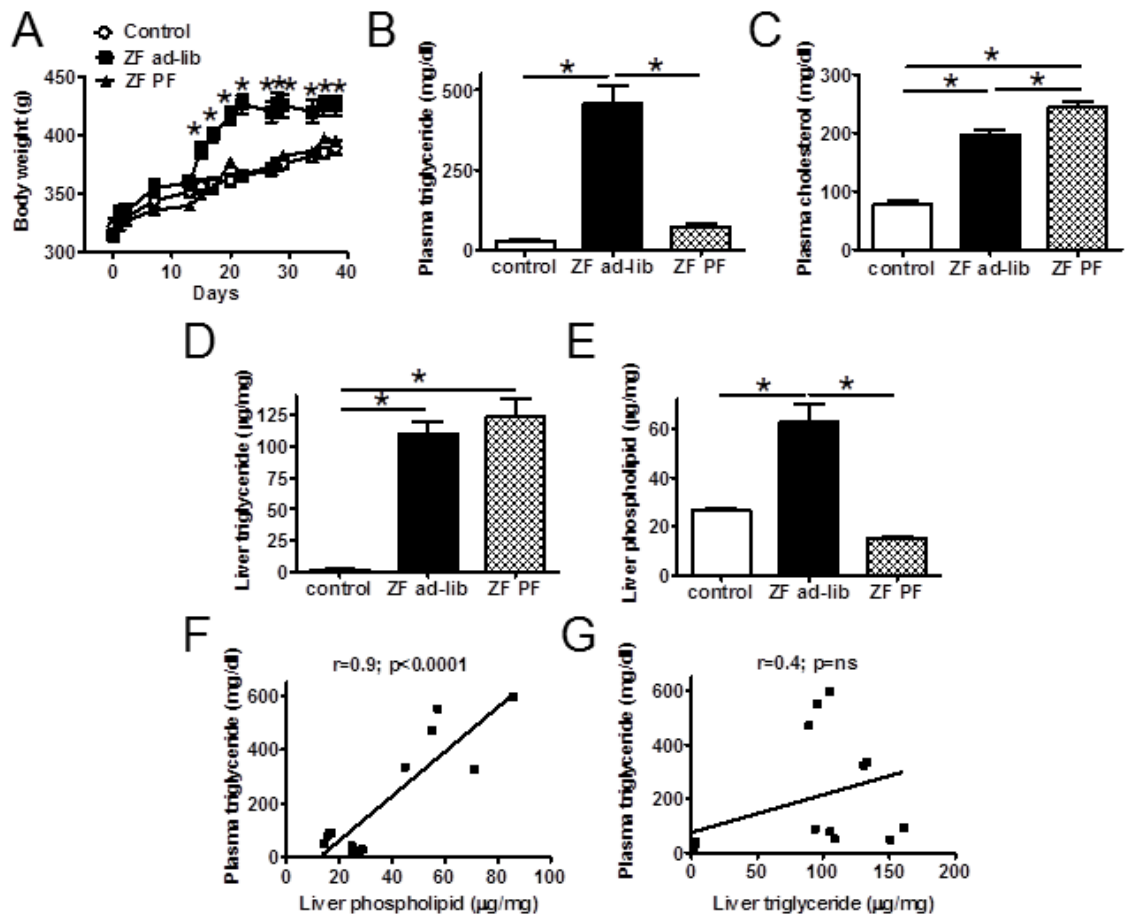 A
Control
ZF ad-lib
ZF PF
Body weight (g)
450
400
350
300
* * * * * * * * * *
0 10 20 30 40
Days
B
Plasma triglyceride (mg/dl)
500
250
0
* *
control ZF ad-lib ZF PF
C
Plasma cholesterol (mg/dl)
300
200
100
0
*
* *
control ZF ad-lib ZF PF
D
Liver triglyceride (µg/mg)
125
100
75
50
25
0
*
*
control ZF ad-lib ZF PF
E
Liver phospholipid (µg/mg)
60
40
20
0
* *
control ZF ad-lib ZF PF
F
r=0.9; p<0.0001
Plasma triglyceride (mg/dl)
600
400
200
0
0 20 40 60 80 100
Liver phospholipid (µg/mg)
G
r=0.4; p=ns
Plasma triglyceride (mg/dl)
600
400
200
0
0 50 100 150 200
Liver triglyceride (µg/mg)